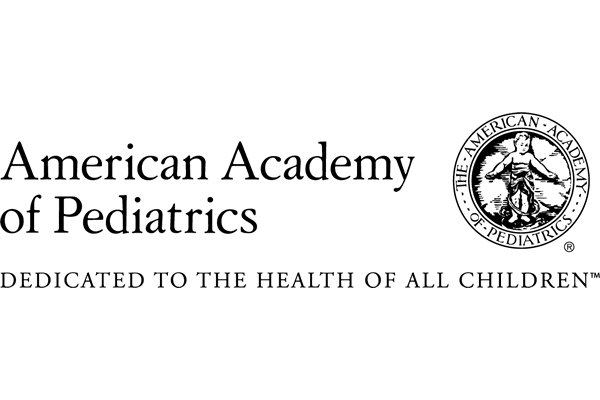 American Academy
of Pediatrics
THE · AMERICAN · ACADEMY · OF · PEDIATRICS ·
®
DEDICATED TO THE HEALTH OF ALL CHILDREN™